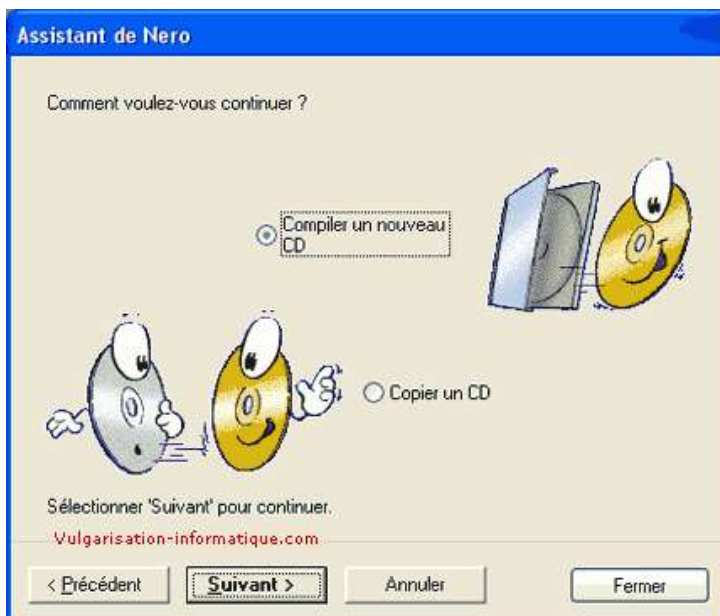 Assistant de Nero
Comment voulez-vous continuer ?
Compiler un nouveau
CD
Copier un CD
Sélectionner 'Suivant' pour continuer.
Vulgarisation-informatique.com
< Précédent
Suivant >
Annuler
Fermer